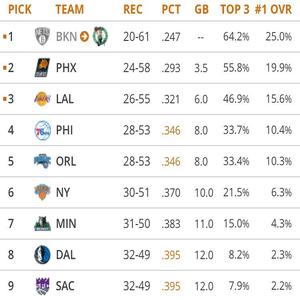 PICK TEAM REC PCT GB TOP 3 #1 OVR
1 BKN 20-61 .247 -- 64.2% 25.0%
2 PHX 24-58 .293 3.5 55.8% 19.9%
3 LAL 26-55 .321 6.0 46.9% 15.6%
4 PHI 28-53 .346 8.0 33.7% 10.4%
5 ORL 28-53 .346 8.0 33.4% 10.3%
6 NY 30-51 .370 10.0 21.5% 6.3%
7 MIN 31-50 .383 11.0 15.0% 4.3%
8 DAL 32-49 .395 12.0 8.2% 2.3%
9 SAC 32-49 .395 12.0 7.9% 2.2%